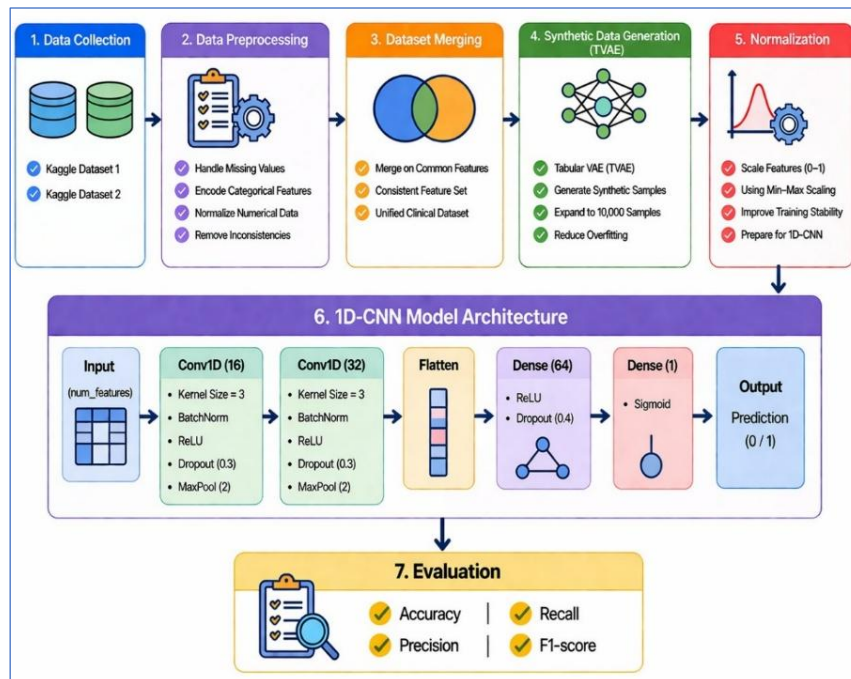 1. Data Collection
Kaggle Dataset 1
Kaggle Dataset 2
2. Data Preprocessing
Handle Missing Values
Encode Categorical Features
Normalize Numerical Data
Remove Inconsistencies
3. Dataset Merging
Merge on Common Features
Consistent Feature Set
Unified Clinical Dataset
4. Synthetic Data Generation
(TVAE)
Tabular VAE (TVAE)
Generate Synthetic Samples
Expand to 10,000 Samples
Reduce Overfitting
5. Normalization
Scale Features (0–1)
Using Min–Max Scaling
Improve Training Stability
Prepare for 1D-CNN
6. 1D-CNN Model Architecture
Input
(num_features)
Conv1D (16)
• Kernel Size = 3
• BatchNorm
• ReLU
• Dropout (0.3)
• MaxPool (2)
Conv1D (32)
• Kernel Size = 3
• BatchNorm
• ReLU
• Dropout (0.3)
• MaxPool (2)
Flatten
Dense (64)
• ReLU
• Dropout (0.4)
Dense (1)
• Sigmoid
Output
Prediction
(0 / 1)
7. Evaluation
Accuracy
Precision
Recall
F1-score